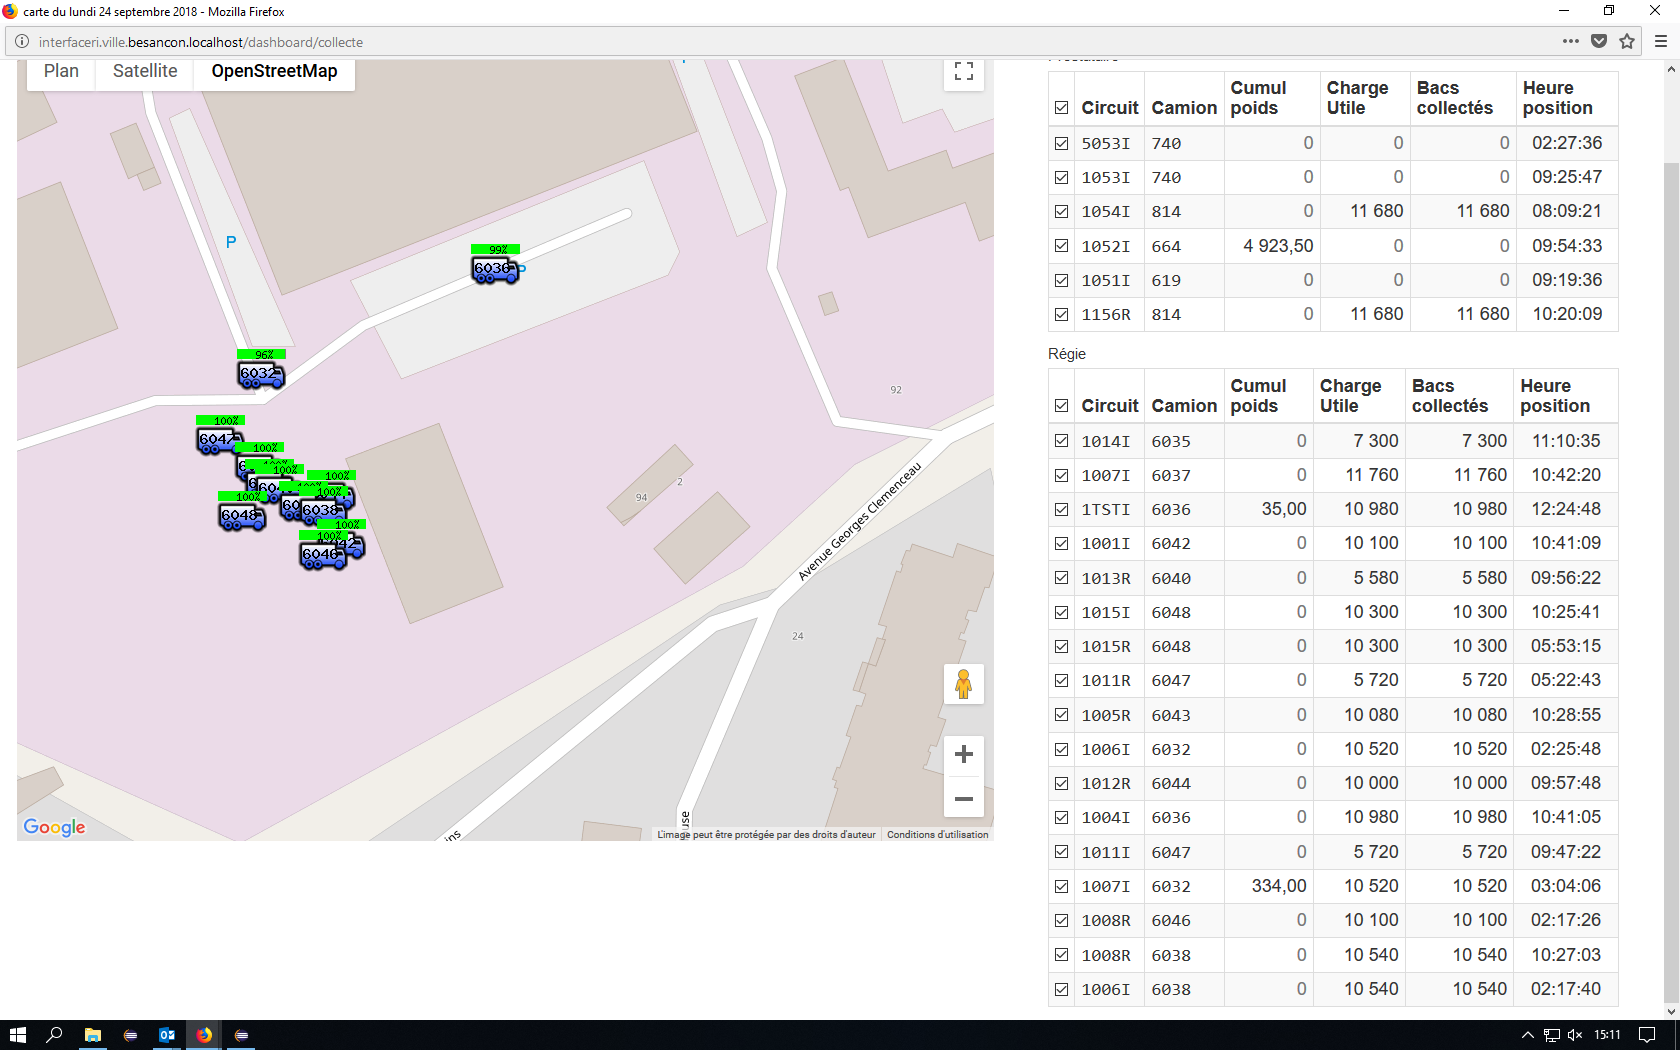 carte du lundi 24 septembre 2018 - Mozilla Firefox
interfaceri.ville.besancon.localhost/dashboard/collecte
Plan Satellite OpenStreetMap
P
99%
6036
P
96%
6032
100%
6047
100%
100%
100%
100%
6038
100%
6048
100%
100%
6046
92
94
2
Avenue Georges Clemenceau
24
Google
L'image peut être protégée par des droits d'auteur Conditions d'utilisation
Circuit Camion Cumul poids Charge Utile Bacs collectés Heure position
5053I 740 0 0 0 02:27:36
1053I 740 0 0 0 09:25:47
1054I 814 0 11 680 11 680 08:09:21
1052I 664 4 923,50 0 0 09:54:33
1051I 619 0 0 0 09:19:36
1156R 814 0 11 680 11 680 10:20:09
Régie
Circuit Camion Cumul poids Charge Utile Bacs collectés Heure position
1014I 6035 0 7 300 7 300 11:10:35
1007I 6037 0 11 760 11 760 10:42:20
1TSTI 6036 35,00 10 980 10 980 12:24:48
1001I 6042 0 10 100 10 100 10:41:09
1013R 6040 0 5 580 5 580 09:56:22
1015I 6048 0 10 300 10 300 10:25:41
1015R 6048 0 10 300 10 300 05:53:15
1011R 6047 0 5 720 5 720 05:22:43
1005R 6043 0 10 080 10 080 10:28:55
1006I 6032 0 10 520 10 520 02:25:48
1012R 6044 0 10 000 10 000 09:57:48
1004I 6036 0 10 980 10 980 10:41:05
1011I 6047 0 5 720 5 720 09:47:22
1007I 6032 334,00 10 520 10 520 03:04:06
1008R 6046 0 10 100 10 100 02:17:26
1008R 6038 0 10 540 10 540 10:27:03
1006I 6038 0 10 540 10 540 02:17:40
15:11